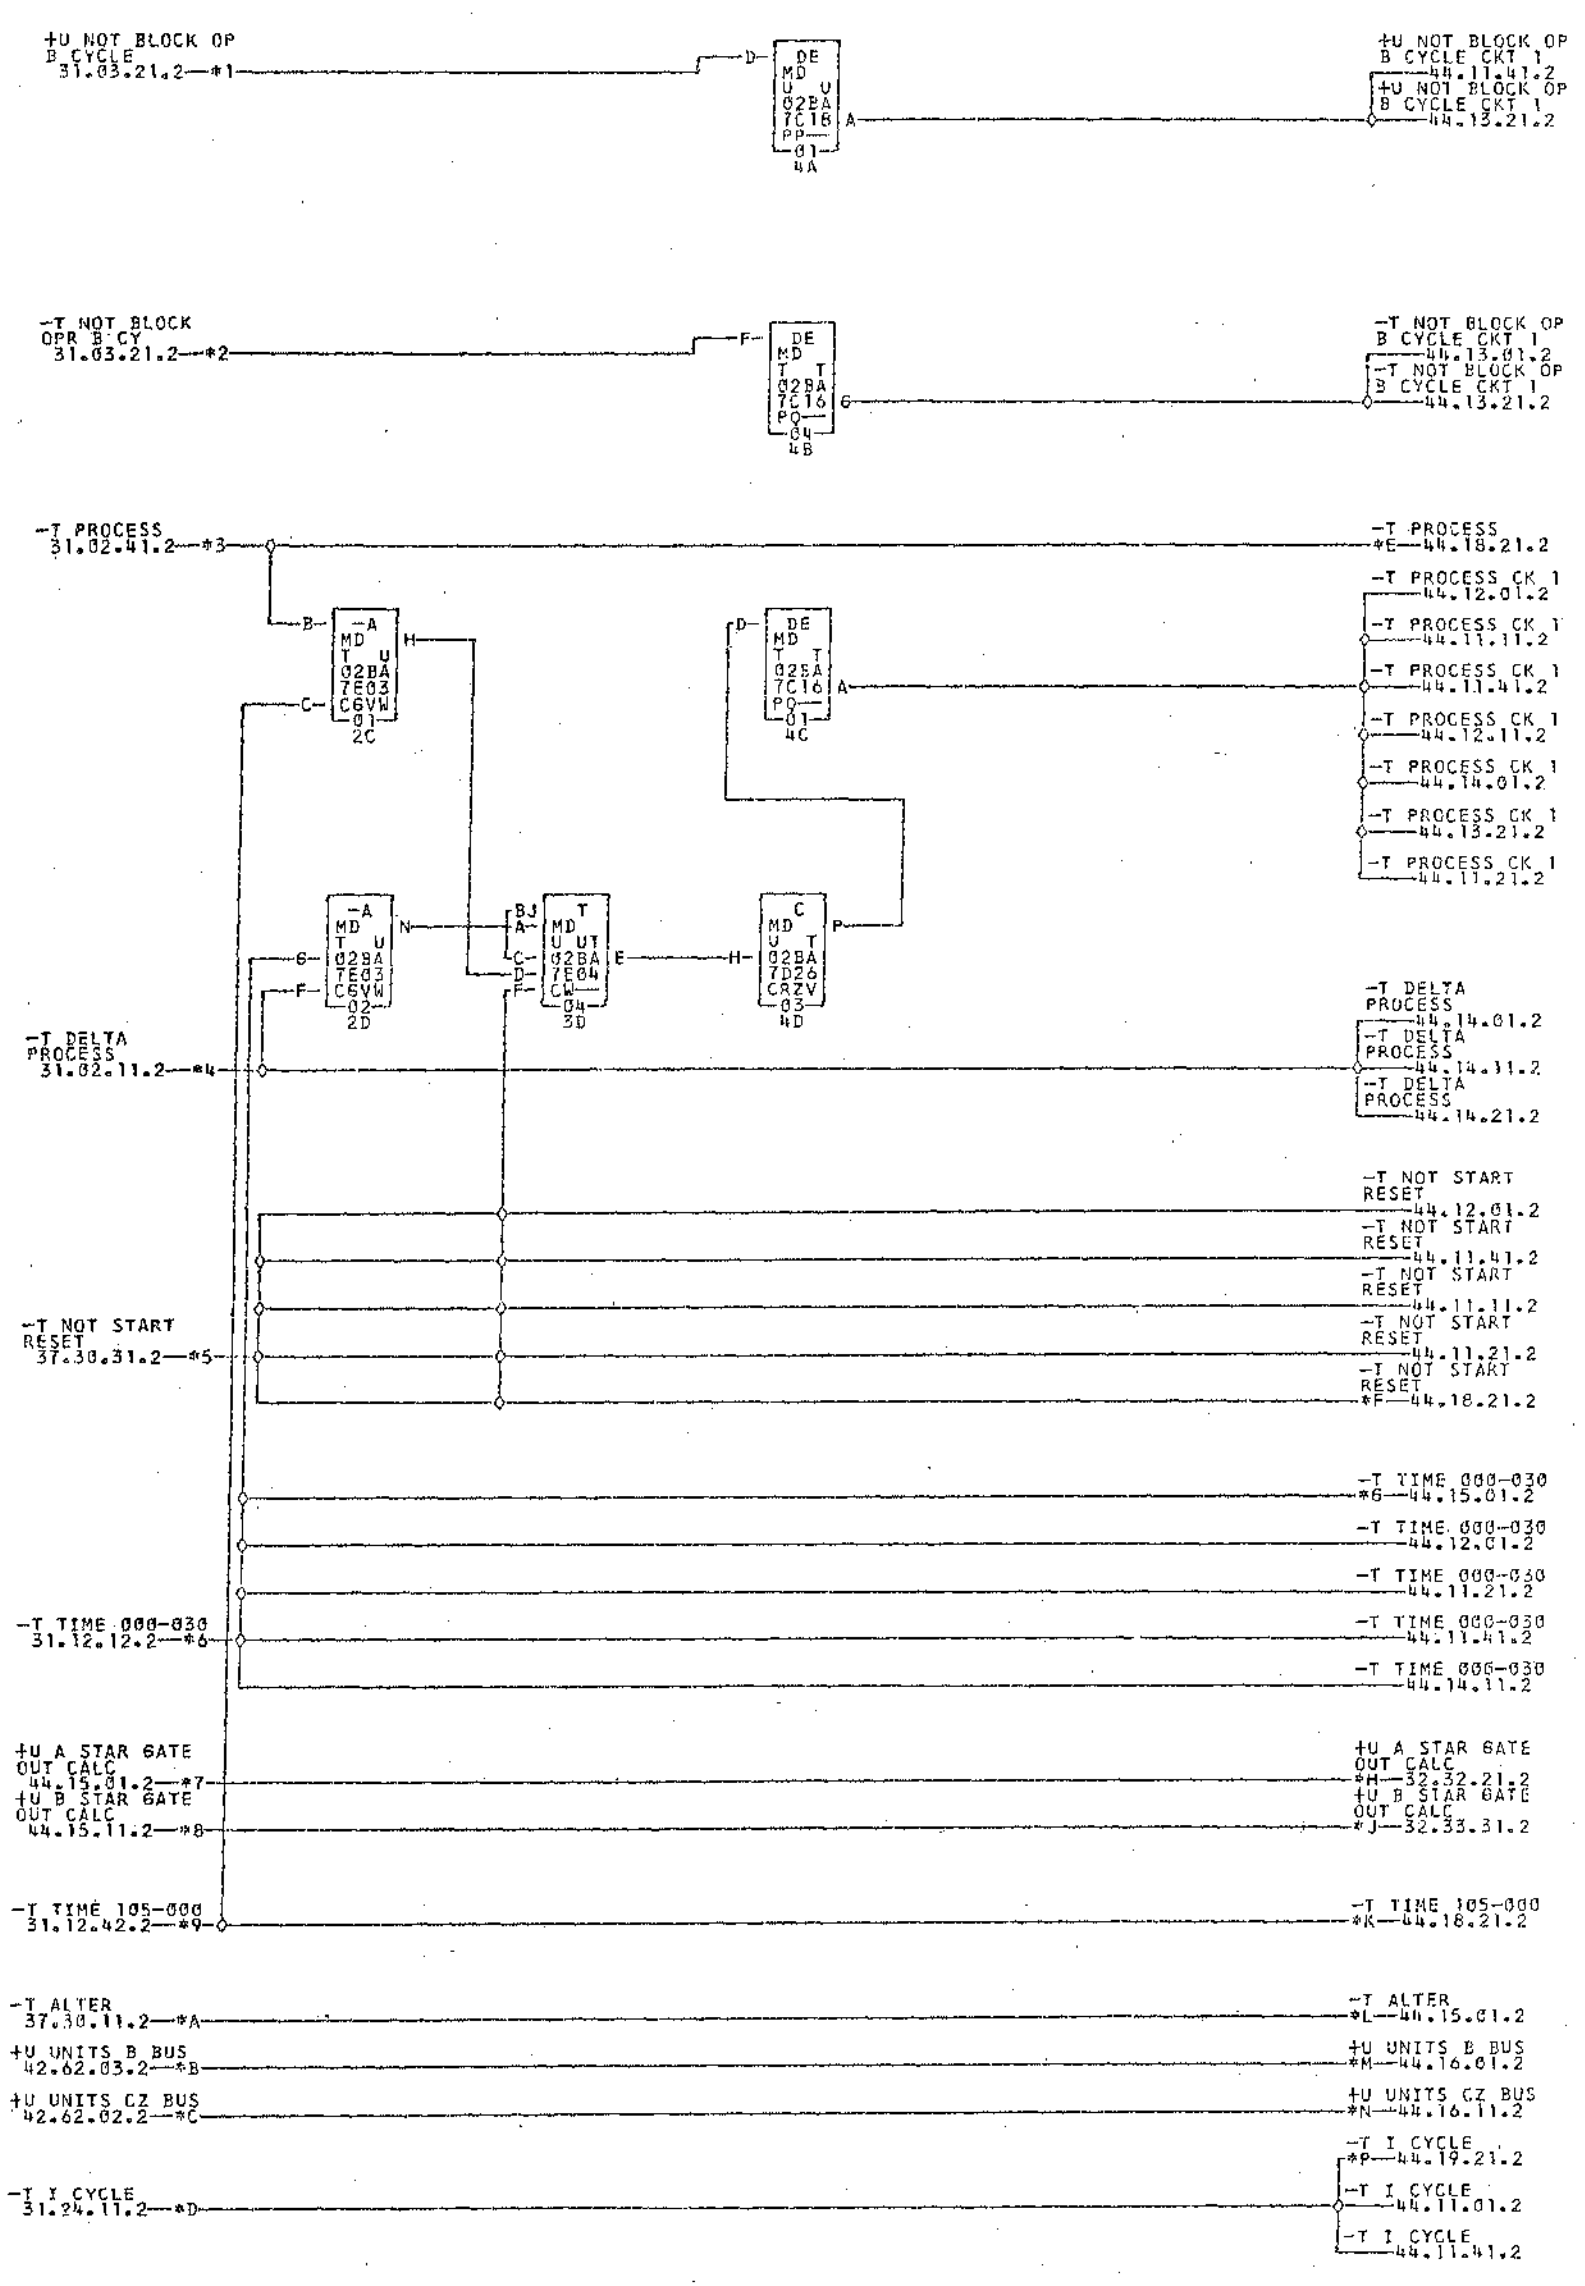 +U NOT BLOCK OP
B CYCLE
31.03.21.2—*1
D
DE
MD
U U
02BA
7C18
PP
01
4A
A
+U NOT BLOCK OP
B CYCLE CKT 1
44.11.41.2
+U NOT BLOCK OP
B CYCLE CKT 1
44.13.21.2
-T NOT BLOCK
OPR B CY
31.03.21.2—*2
F
DE
MD
T T
02BA
7C16
PQ
04
4B
G
-T NOT BLOCK OP
B CYCLE CKT 1
44.13.01.2
-T NOT BLOCK OP
B CYCLE CKT 1
44.13.21.2
-T PROCESS
31.02.41.2—*3
-T PROCESS
*E—44.18.21.2
B
C
-A
MD
T U
02BA
7E03
C6VW
01
2C
H
D
DE
MD
T T
02BA
7C16
PQ
01
4C
A
-T PROCESS CK 1
44.12.01.2
-T PROCESS CK 1
44.11.11.2
-T PROCESS CK 1
44.11.41.2
-T PROCESS CK 1
44.12.11.2
-T PROCESS CK 1
44.14.01.2
-T PROCESS CK 1
44.13.21.2
-T PROCESS CK 1
44.11.21.2
G
F
-A
MD
T U
02BA
7E03
C6VW
02
2D
N
BJ
A
C
D
F
T
MD
U UT
02BA
7E04
CW
04
3D
E
H
C
MD
U T
02BA
7D26
CRZV
03
4D
P
-T DELTA
PROCESS
31.02.11.2—*4
-T DELTA
PROCESS
44.14.01.2
-T DELTA
PROCESS
44.14.11.2
-T DELTA
PROCESS
44.14.21.2
-T NOT START
RESET
37.30.31.2—*5
-T NOT START
RESET
44.12.01.2
-T NOT START
RESET
44.11.41.2
-T NOT START
RESET
44.11.11.2
-T NOT START
RESET
44.11.21.2
-T NOT START
RESET
*F—44.18.21.2
-T TIME 000-030
31.12.12.2—*6
-T TIME 000-030
*G—44.15.01.2
-T TIME 000-030
44.12.01.2
-T TIME 000-030
44.11.21.2
-T TIME 000-030
44.11.41.2
-T TIME 000-030
44.14.11.2
+U A STAR GATE
OUT CALC
44.15.01.2—*7
+U A STAR GATE
OUT CALC
*H—32.32.21.2
+U B STAR GATE
OUT CALC
44.15.11.2—*8
+U B STAR GATE
OUT CALC
*J—32.33.31.2
-T TIME 105-000
31.12.42.2—*9
-T TIME 105-000
*K—44.18.21.2
-T ALTER
37.30.11.2—*A
-T ALTER
*L—44.15.01.2
+U UNITS B BUS
42.62.03.2—*B
+U UNITS B BUS
*M—44.16.01.2
+U UNITS CZ BUS
42.62.02.2—*C
+U UNITS CZ BUS
*N—44.16.11.2
-T I CYCLE
31.24.11.2—*D
-T I CYCLE
*P—44.19.21.2
-T I CYCLE
44.11.01.2
-T I CYCLE
44.11.41.2